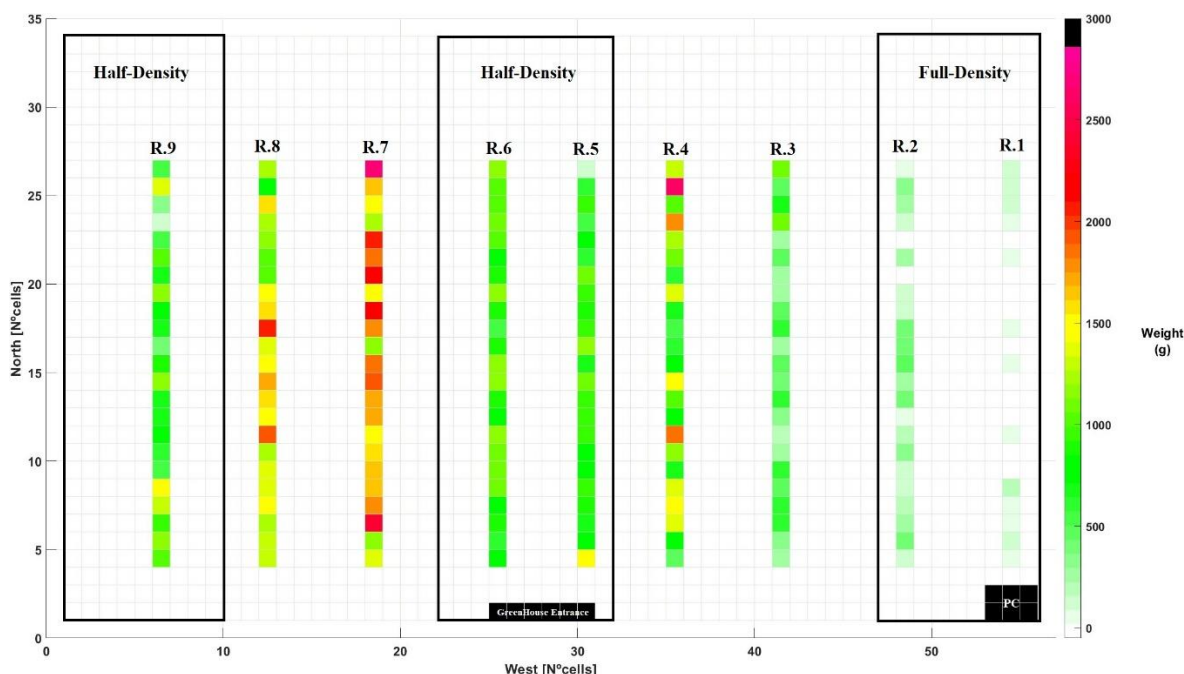 35
30
25
20
15
10
5
0
North [NºceIls]
Half-Density
Half-Density
Full-Density
R.9
R.8
R.7
R.6
R.5
R.4
R.3
R.2
R.1
GreenHouse Entrance
PC
0
10
20
30
40
50
West [Nºcells]
3000
2500
2000
1500
1000
500
0
Weight
(g)